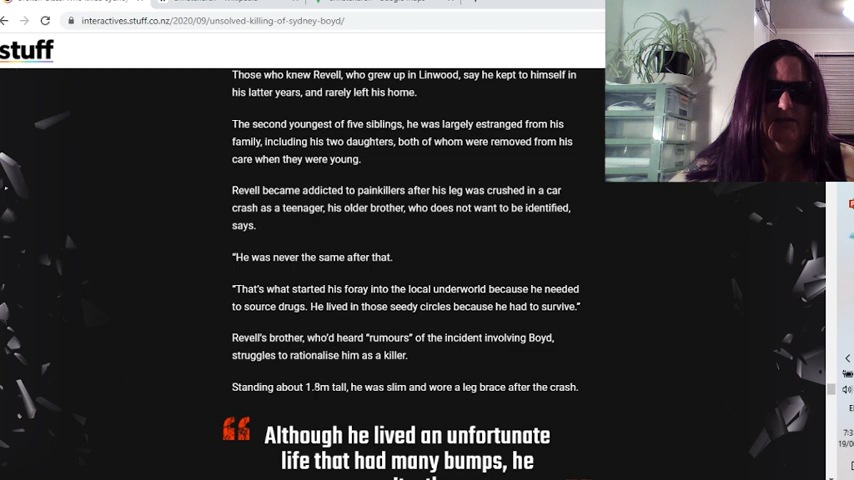 interactives.stuff.co.nz/2020/09/unsolved-killing-of-sydney-boyd/
stuff
Those who knew Revell, who grew up in Linwood, say he kept to himself in
his latter years, and rarely left his home.
The second youngest of five siblings, he was largely estranged from his
family, including his two daughters, both of whom were removed from his
care when they were young.
Revell became addicted to painkillers after his leg was crushed in a car
crash as a teenager, his older brother, who does not want to be identified,
says.
“He was never the same after that.
“That’s what started his foray into the local underworld because he needed
to source drugs. He lived in those seedy circles because he had to survive.”
Revell’s brother, who’d heard “rumours” of the incident involving Boyd,
struggles to rationalise him as a killer.
Standing about 1.8m tall, he was slim and wore a leg brace after the crash.
“Although he lived an unfortunate
life that had many bumps, he